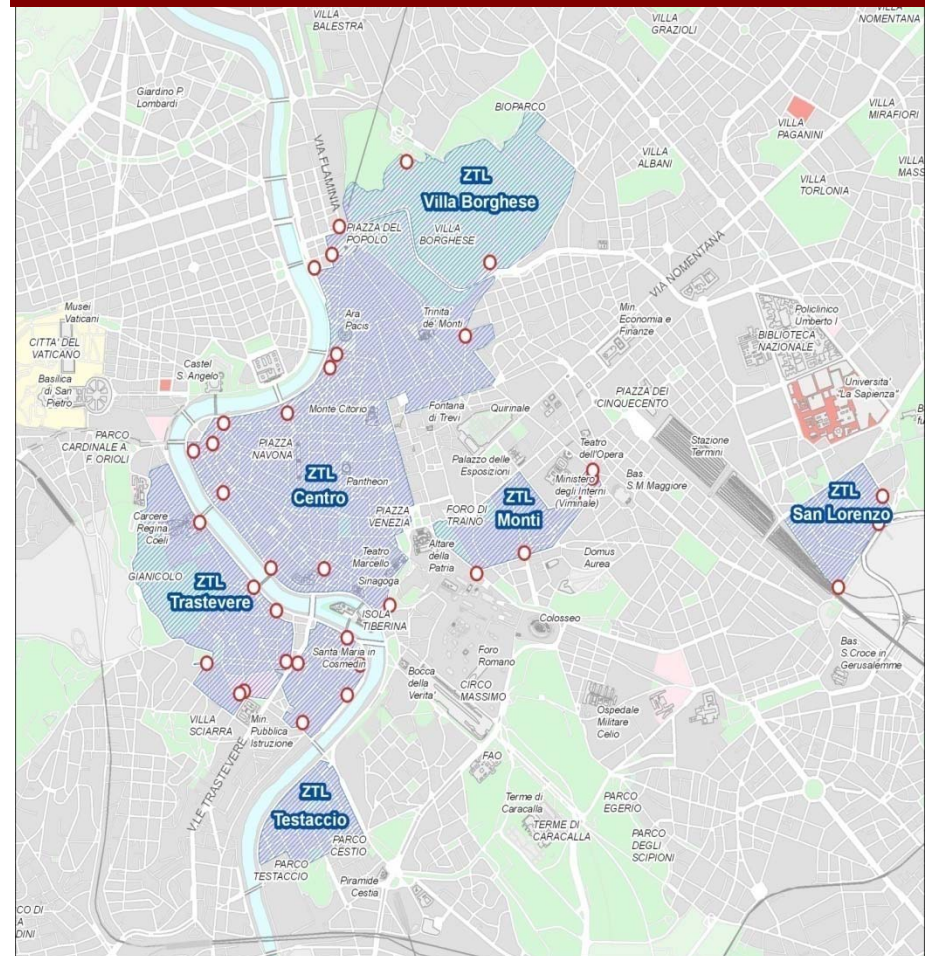 VILLA
BALESTRA
VILLA
GRAZIOLI
VILLA
NOMENTANA
Giardino P
Lombardi
BIOPARCO
VILLA
PAGANINI
VILLA
MIRAFIORI
VIA FLAMINIA
VILLA
ALBANI
VILLA
TORLONIA
VILLA
MASS
ZTL
Villa Borghese
PIAZZA DEL
POPOLO
VILLA
BORGHESE
VIA NOMENTANA
Musei
Vaticani
Ara
Pacis
Trinita'
de' Monti
Min.
Economia e
Finanze
Policlinico
Umberto I
CITTA' DEL
VATICANO
BIBLIOTECA
NAZIONALE
Castel
S. Angelo
Basilica
di San
Pietro
PIAZZA DEI
CINQUECENTO
Universita'
"La Sapienza"
Monte Citorio
Fontana
di Trevi
Quirinale
PARCO
CARDINALE A
F. ORIOLI
PIAZZA
NAVONA
Teatro
dell'Opera
Stazione
Termini
Palazzo delle
Esposizioni
ZTL
Centro
Pantheon
Ministero
degli Interni
(Viminale)
Bas
S.M.Maggiore
ZTL
Monti
ZTL
San Lorenzo
Carcere
Regina
Coeli
PIAZZA
VENEZIA
FORO DI
TRAINO
Altare
della
Patria
Teatro
Marcello
Domus
Aurea
GIANICOLO
Sinagoga
ZTL
Trastevere
ISOLA
TIBERINA
Colosseo
Santa Maria in
Cosmedin
Foro
Romano
Bas
S.Croce in
Gerusalemme
Bocca
della
Verita'
CIRCO
MASSIMO
Ospedale
Militare
Celio
VILLA
SCIARRA
Min.
Pubblica
Istruzione
V.LE TRASTEVERE
FAO
ZTL
Testaccio
Terme di
Caracalla
PARCO
EGERIO
TERME DI
CARACALLA
PARCO
DEGLI
SCIPIONI
PARCO
CESTIO
PARCO
TESTACCIO
Piramide
Cestia
CO DI
A
DINI